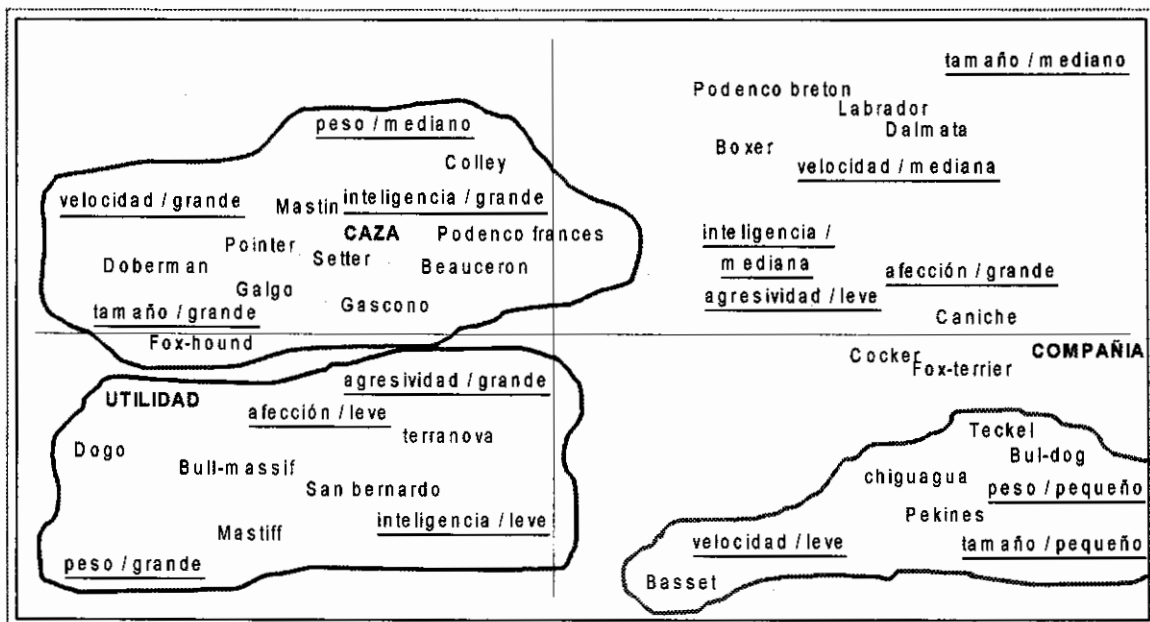 tamaño / mediano
Podenco breton
Labrador
peso / mediano
Dalmata
Boxer
Colley
velocidad / mediana
velocidad / grande
Mastin
inteligencia / grande
CAZA
Podenco frances
inteligencia /
mediana
Pointer
Setter
Doberman
Beauceron
afección / grande
Galgo
agresividad / leve
Gascono
tamaño / grande
Caniche
Fox-hound
Cocker
COMPAÑIA
Fox-terrier
agresividad / grande
UTILIDAD
afección / leve
terranova
Teckel
Dogo
Bul-dog
Bull-massif
chiguagua
San bernardo
peso / pequeño
Pekines
inteligencia / leve
Mastiff
velocidad / leve
tamaño / pequeño
peso / grande
Basset